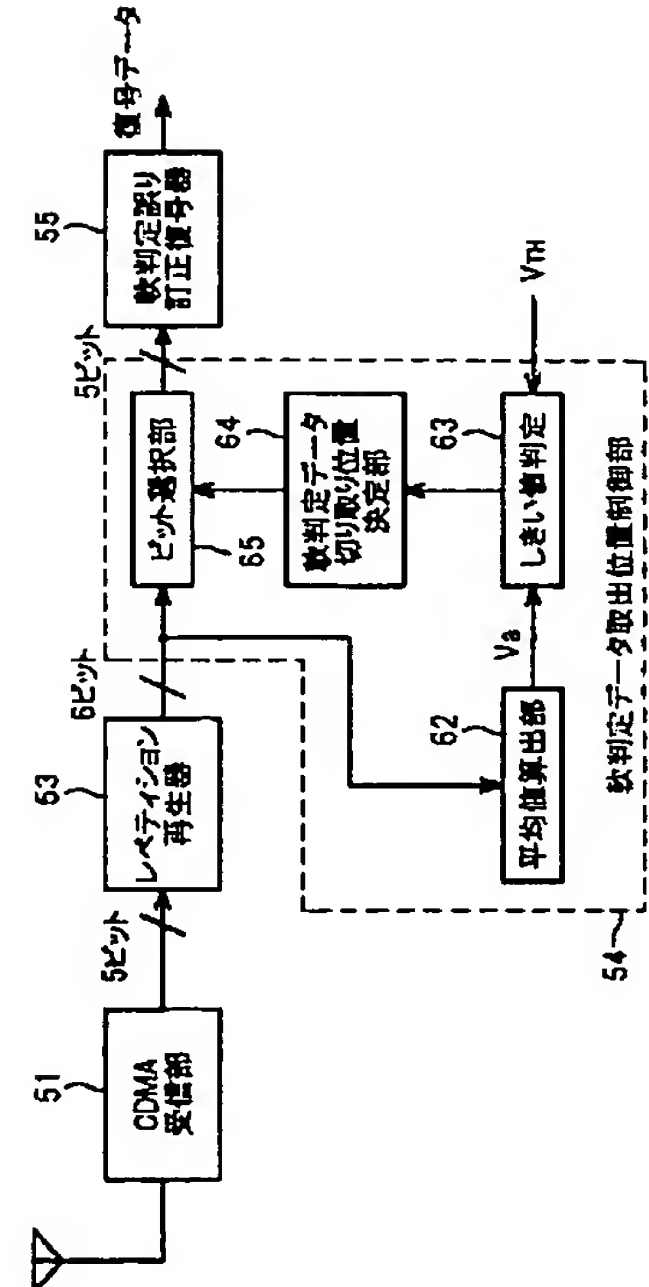 51
CDMA
受信部
5ビット
53
レペティション
再生器
6ビット
ビット選択部
65
5ビット
55
軟判定誤り
訂正復号器
復号データ
64
軟判定データ
切り取り位置
決定部
62
平均値算出部
Va
63
しきい値判定
VTH
軟判定データ取出位置制御部
54